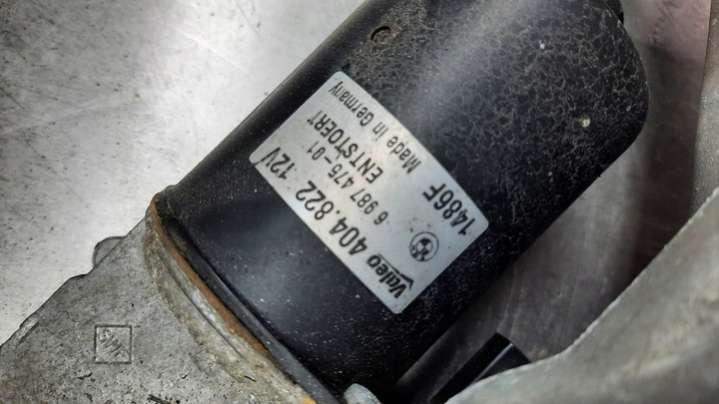 Valeo 404.822 12V
6 987 475-01
ENTSTOERT
1486F Made in Germany